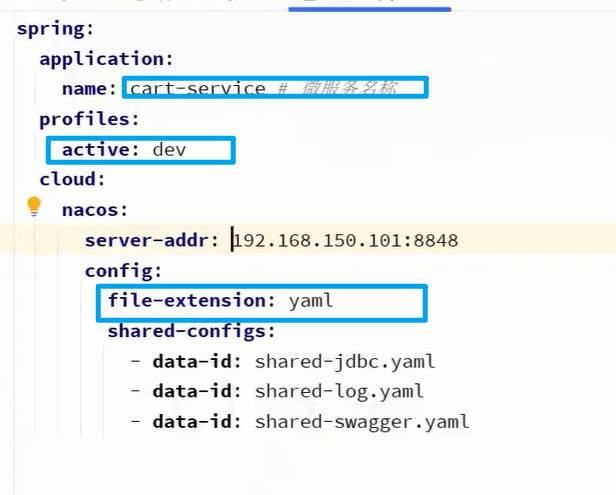 spring:
application:
name: cart-service # 微服务名称
profiles:
active: dev
cloud:
nacos:
server-addr: 192.168.150.101:8848
config:
file-extension: yaml
shared-configs:
- data-id: shared-jdbc.yaml
- data-id: shared-log.yaml
- data-id: shared-swagger.yaml